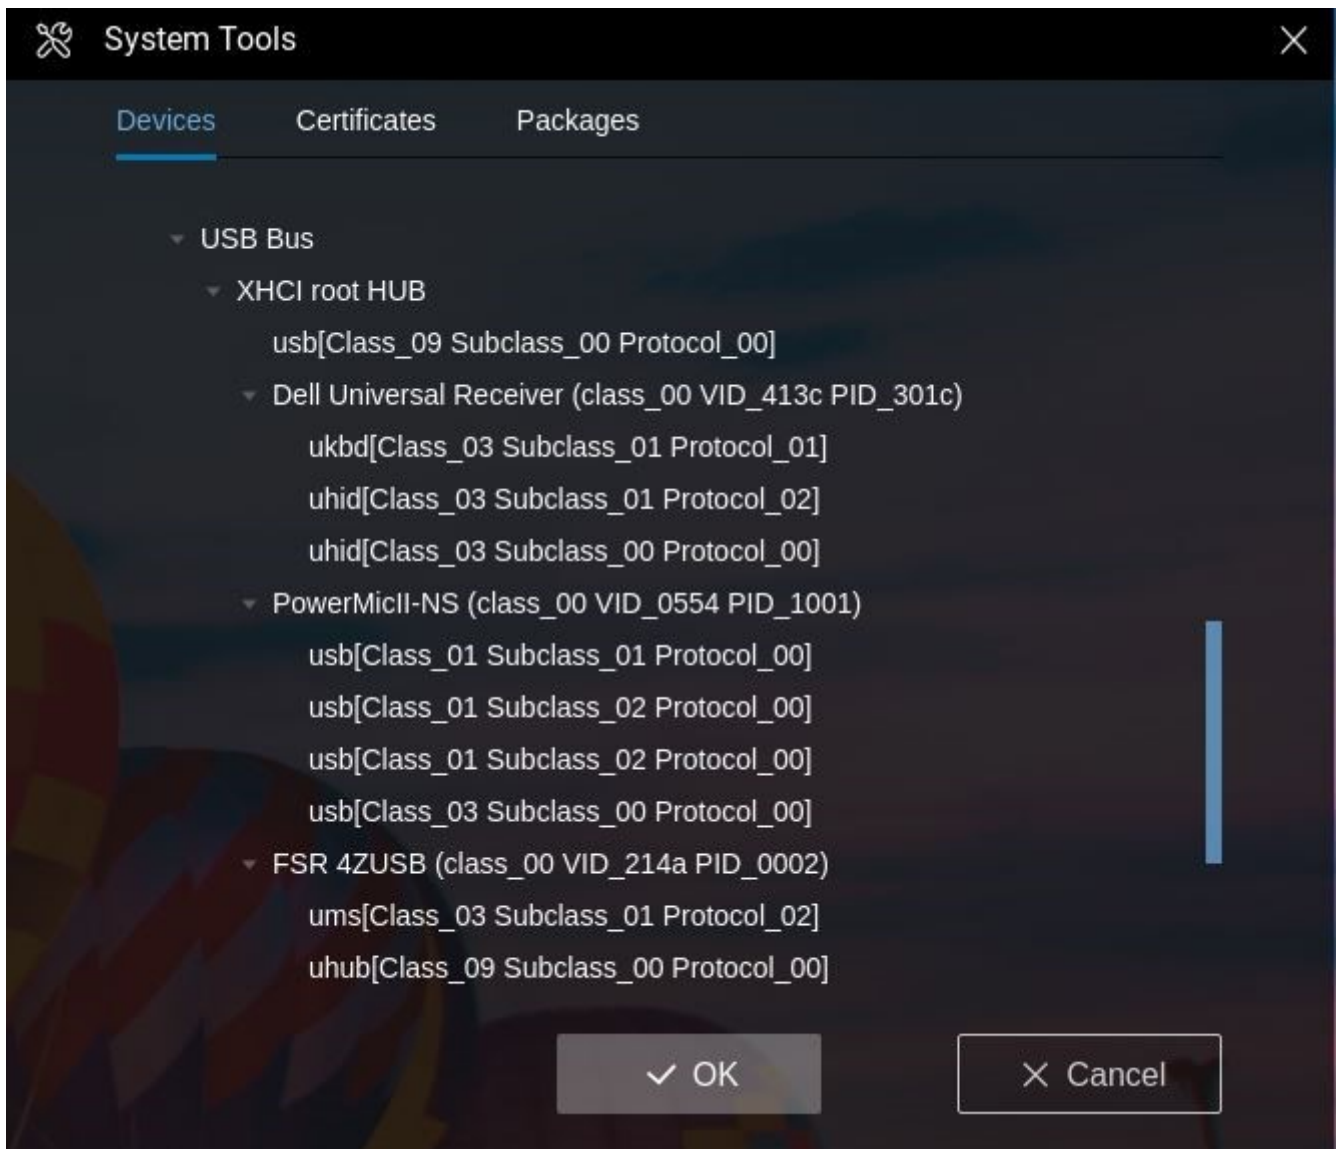 System Tools
Devices Certificates Packages
USB Bus
XHCI root HUB
usb[Class_09 Subclass_00 Protocol_00]
Dell Universal Receiver (class_00 VID_413c PID_301c)
ukbd[Class_03 Subclass_01 Protocol_01]
uhid[Class_03 Subclass_01 Protocol_02]
uhid[Class_03 Subclass_00 Protocol_00]
PowerMicII-NS (class_00 VID_0554 PID_1001)
usb[Class_01 Subclass_01 Protocol_00]
usb[Class_01 Subclass_02 Protocol_00]
usb[Class_01 Subclass_02 Protocol_00]
usb[Class_03 Subclass_00 Protocol_00]
FSR 4ZUSB (class_00 VID_214a PID_0002)
ums[Class_03 Subclass_01 Protocol_02]
uhub[Class_09 Subclass_00 Protocol_00]
OK Cancel